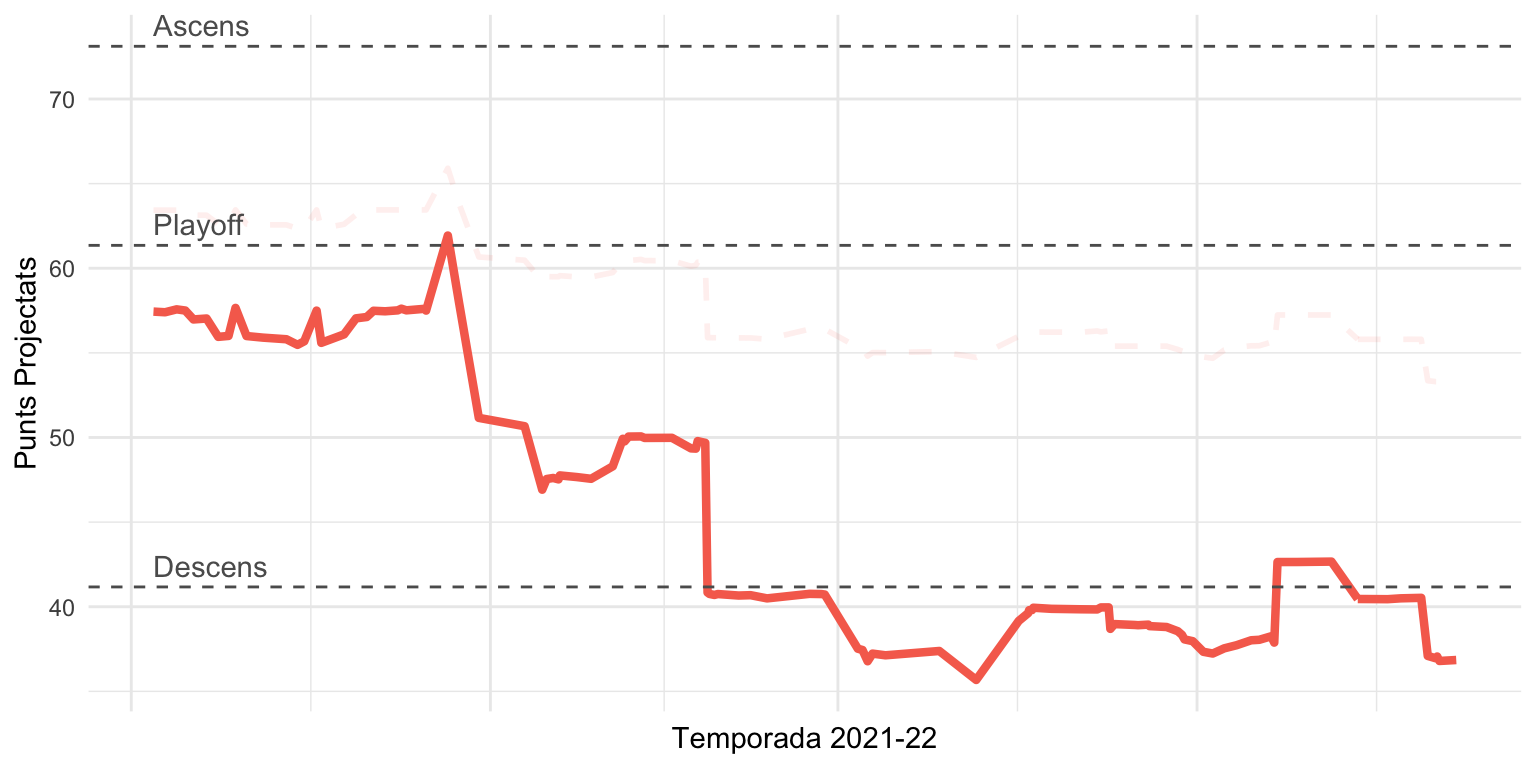 Ascens
70
Playoff
60
Punts Projectats
50
Descens
40
Temporada 2021-22